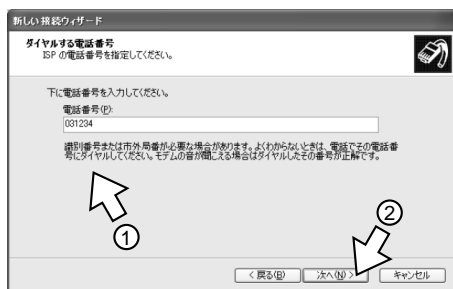 新しい接続ウィザード
ダイヤルする電話番号
ISP の電話番号を指定してください。
下に電話番号を入力してください。
電話番号(P):
031234
識別番号または市外局番が必要な場合があります。よくわからないときは、電話でその電話番
号にダイヤルしてください。モデムの音が聞こえる場合はダイヤルしたその番号が正解です。
①
②
< 戻る(B)
次へ(N) >
キャンセル